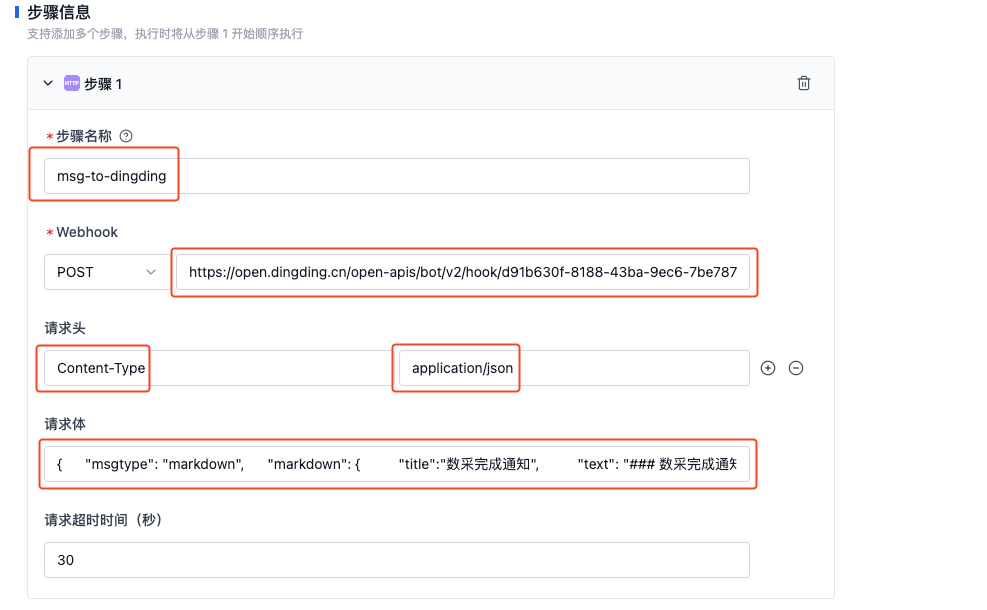 步骤信息
支持添加多个步骤，执行时将从步骤 1 开始顺序执行
HTTP 步骤 1
*步骤名称 ?
msg-to-dingding
*Webhook
POST https://open.dingding.cn/open-apis/bot/v2/hook/d91b630f-8188-43ba-9ec6-7be787
请求头
Content-Type application/json
请求体
{ "msgtype": "markdown", "markdown": { "title":"数采完成通知", "text": "### 数采完成通知
请求超时时间（秒）
30